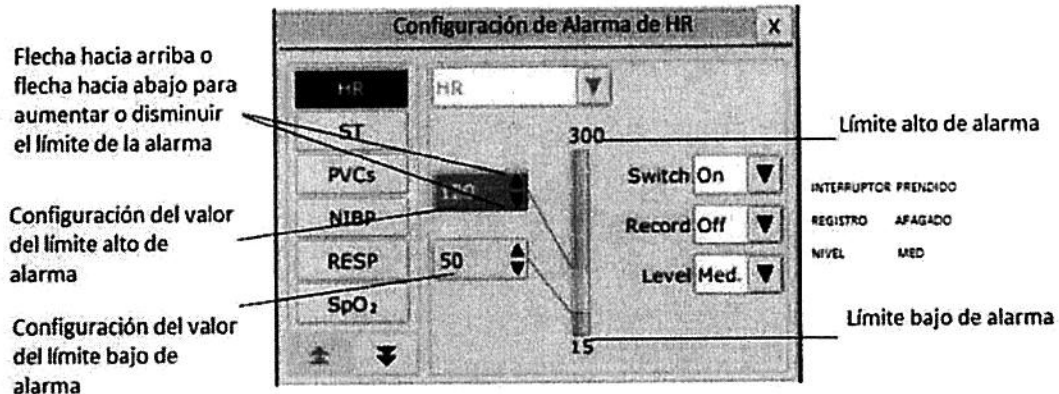 Configuración de Alarma de HR X
Flecha hacia arriba o
flecha hacia abajo para
aumentar o disminuir
el límite de la alarma
Configuración del valor
del límite alto de
alarma
Configuración del valor
del límite bajo de
alarma
HR
ST
PVCs
NIBP
RESP
SpO₂
HR
300
50
15
Switch On
Record Off
Level Med.
Límite alto de alarma
INTERRUPTOR PRENDIDO
REGISTRO APAGADO
NIVEL MED
Límite bajo de alarma